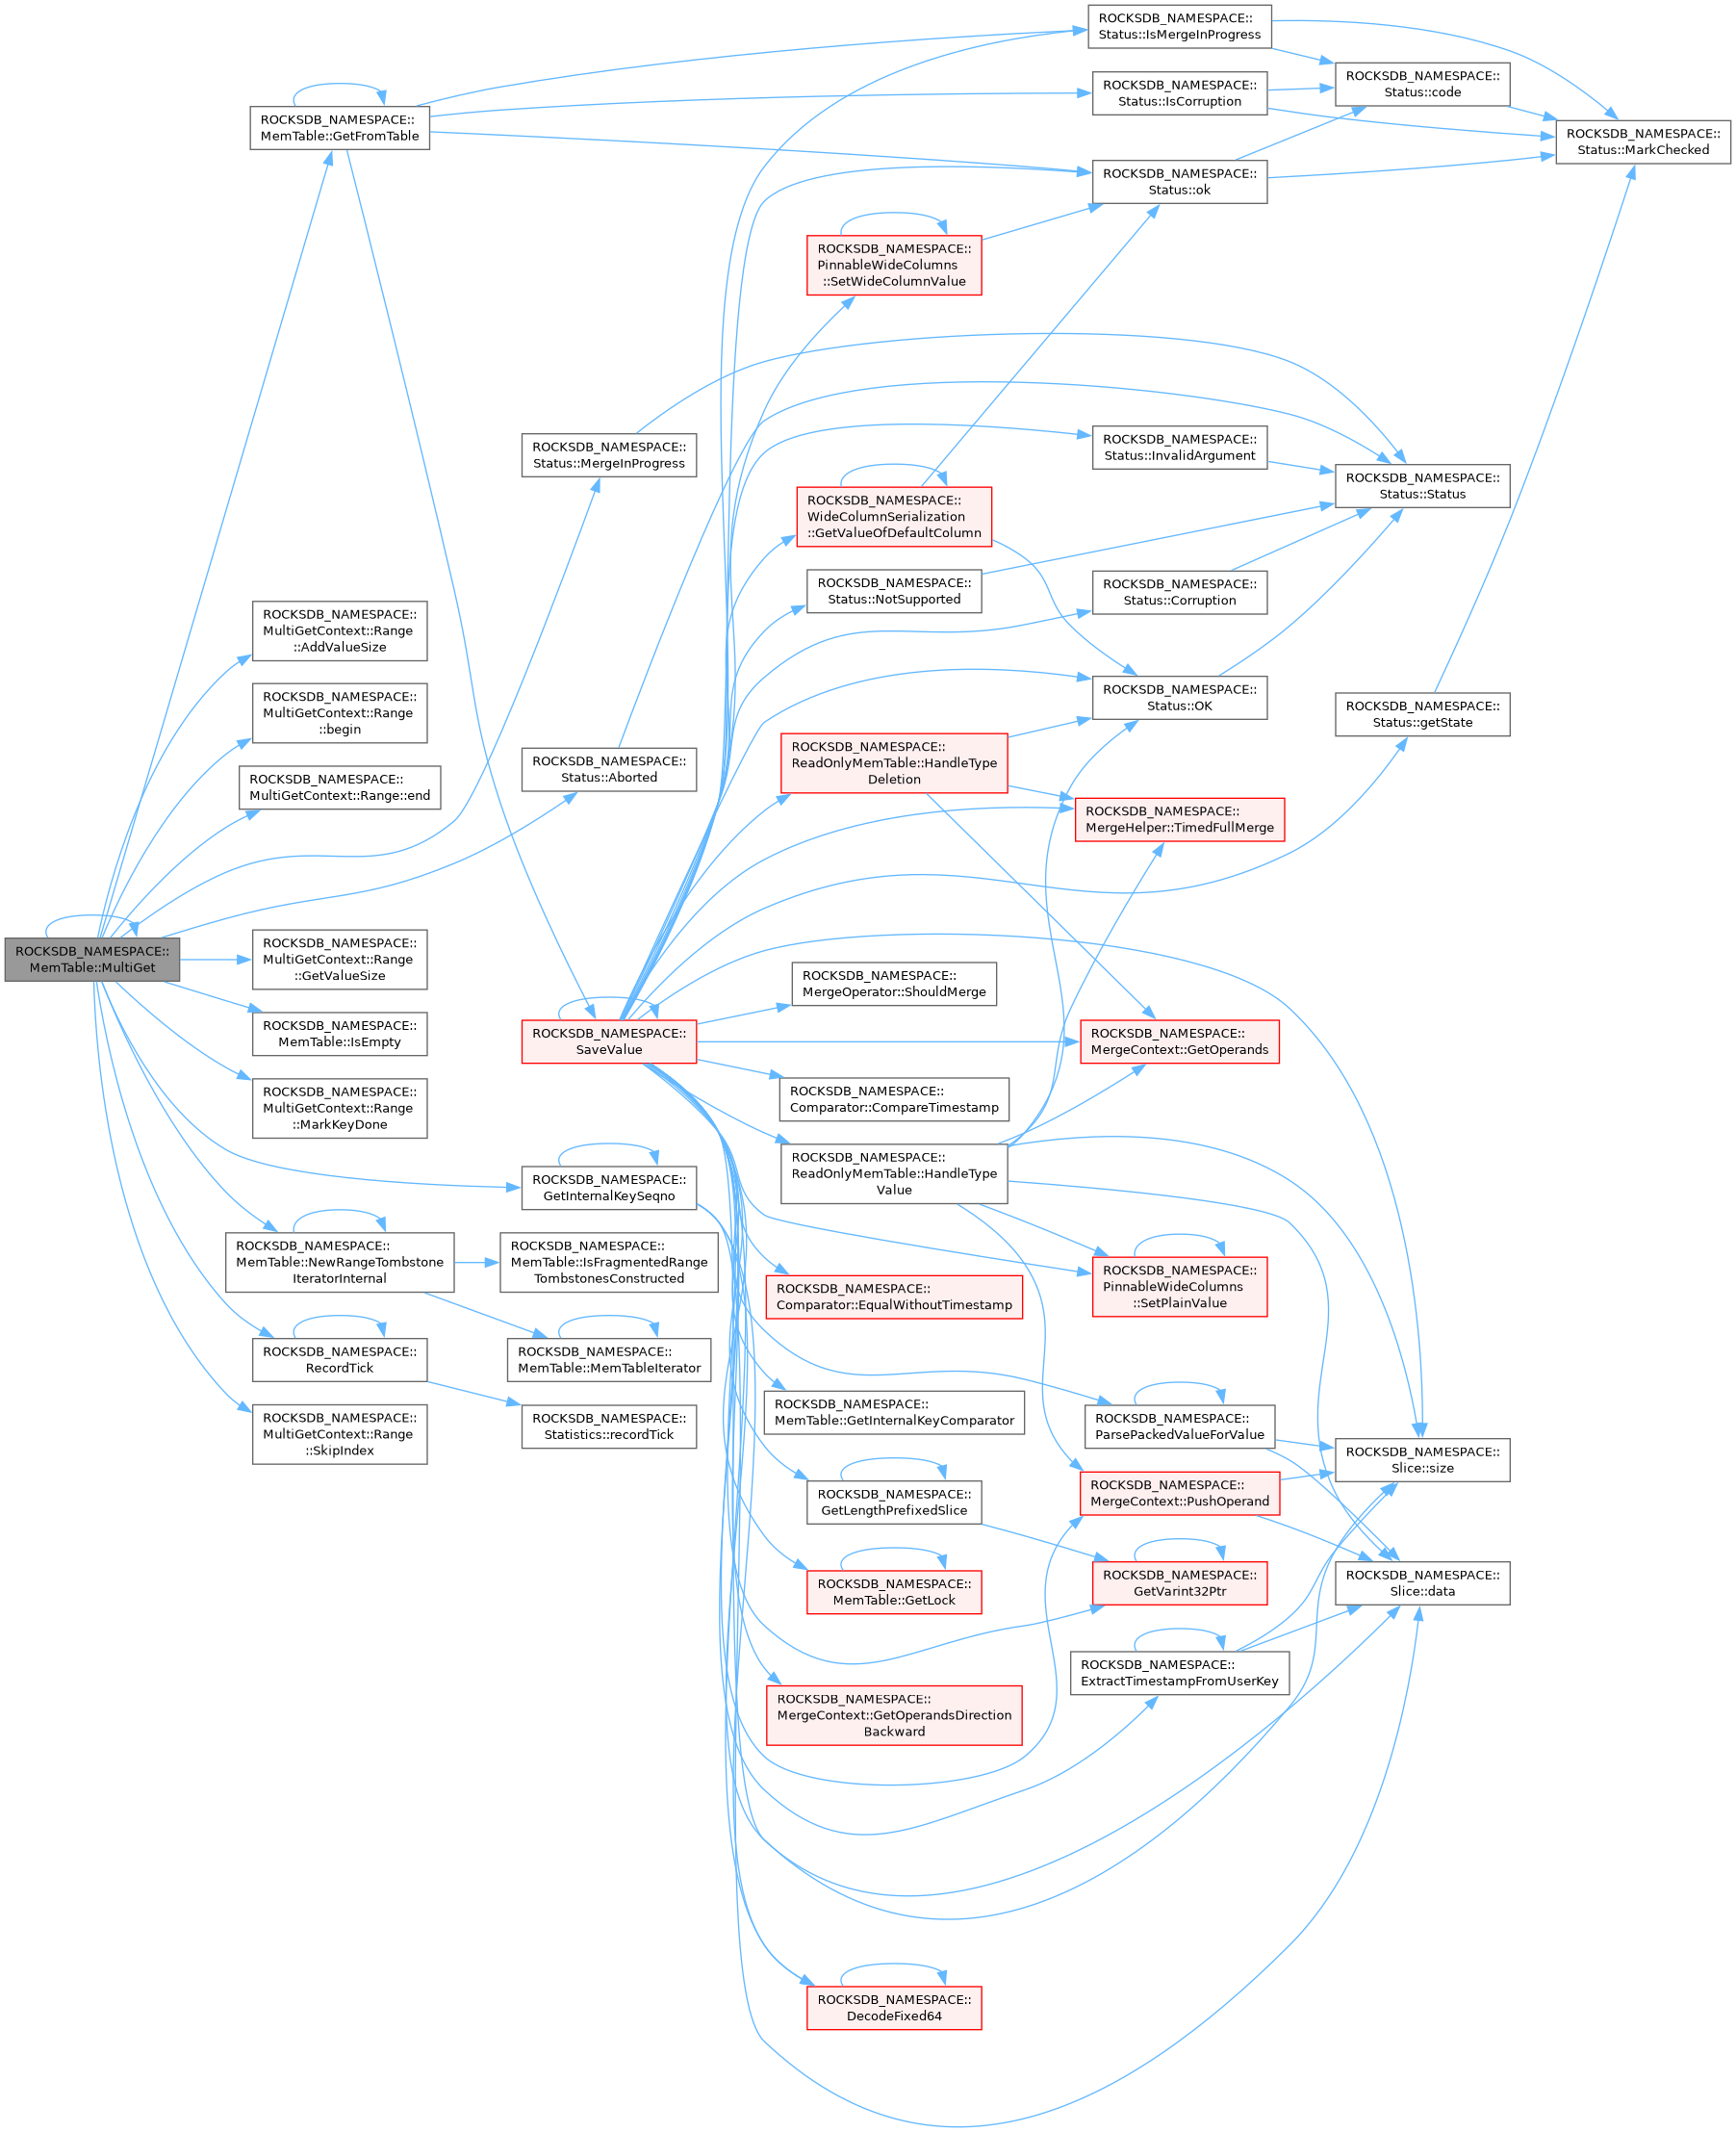 ROCKSDB_NAMESPACE::
MemTable::MultiGet
ROCKSDB_NAMESPACE::
MemTable::GetFromTable
ROCKSDB_NAMESPACE::
MultiGetContext::Range
::AddValueSize
ROCKSDB_NAMESPACE::
MultiGetContext::Range
::begin
ROCKSDB_NAMESPACE::
MultiGetContext::Range::end
ROCKSDB_NAMESPACE::
MultiGetContext::Range
::GetValueSize
ROCKSDB_NAMESPACE::
MemTable::IsEmpty
ROCKSDB_NAMESPACE::
MultiGetContext::Range
::MarkKeyDone
ROCKSDB_NAMESPACE::
MemTable::NewRangeTombstone
IteratorInternal
ROCKSDB_NAMESPACE::
RecordTick
ROCKSDB_NAMESPACE::
MultiGetContext::Range
::SkipIndex
ROCKSDB_NAMESPACE::
Status::MergeInProgress
ROCKSDB_NAMESPACE::
Status::Aborted
ROCKSDB_NAMESPACE::
SaveValue
ROCKSDB_NAMESPACE::
GetInternalKeySeqno
ROCKSDB_NAMESPACE::
MemTable::IsFragmentedRange
TombstonesConstructed
ROCKSDB_NAMESPACE::
MemTable::MemTableIterator
ROCKSDB_NAMESPACE::
Statistics::recordTick
ROCKSDB_NAMESPACE::
PinnableWideColumns
::SetWideColumnValue
ROCKSDB_NAMESPACE::
WideColumnSerialization
::GetValueOfDefaultColumn
ROCKSDB_NAMESPACE::
Status::NotSupported
ROCKSDB_NAMESPACE::
ReadOnlyMemTable::HandleType
Deletion
ROCKSDB_NAMESPACE::
MergeOperator::ShouldMerge
ROCKSDB_NAMESPACE::
Comparator::CompareTimestamp
ROCKSDB_NAMESPACE::
ReadOnlyMemTable::HandleType
Value
ROCKSDB_NAMESPACE::
Comparator::EqualWithoutTimestamp
ROCKSDB_NAMESPACE::
MemTable::GetInternalKeyComparator
ROCKSDB_NAMESPACE::
GetLengthPrefixedSlice
ROCKSDB_NAMESPACE::
MemTable::GetLock
ROCKSDB_NAMESPACE::
MergeContext::GetOperandsDirection
Backward
ROCKSDB_NAMESPACE::
DecodeFixed64
ROCKSDB_NAMESPACE::
Status::IsMergeInProgress
ROCKSDB_NAMESPACE::
Status::IsCorruption
ROCKSDB_NAMESPACE::
Status::ok
ROCKSDB_NAMESPACE::
Status::InvalidArgument
ROCKSDB_NAMESPACE::
Status::Corruption
ROCKSDB_NAMESPACE::
Status::OK
ROCKSDB_NAMESPACE::
MergeHelper::TimedFullMerge
ROCKSDB_NAMESPACE::
MergeContext::GetOperands
ROCKSDB_NAMESPACE::
PinnableWideColumns
::SetPlainValue
ROCKSDB_NAMESPACE::
ParsePackedValueForValue
ROCKSDB_NAMESPACE::
MergeContext::PushOperand
ROCKSDB_NAMESPACE::
GetVarint32Ptr
ROCKSDB_NAMESPACE::
ExtractTimestampFromUserKey
ROCKSDB_NAMESPACE::
Status::code
ROCKSDB_NAMESPACE::
Status::Status
ROCKSDB_NAMESPACE::
Status::getState
ROCKSDB_NAMESPACE::
Slice::size
ROCKSDB_NAMESPACE::
Slice::data
ROCKSDB_NAMESPACE::
Status::MarkChecked